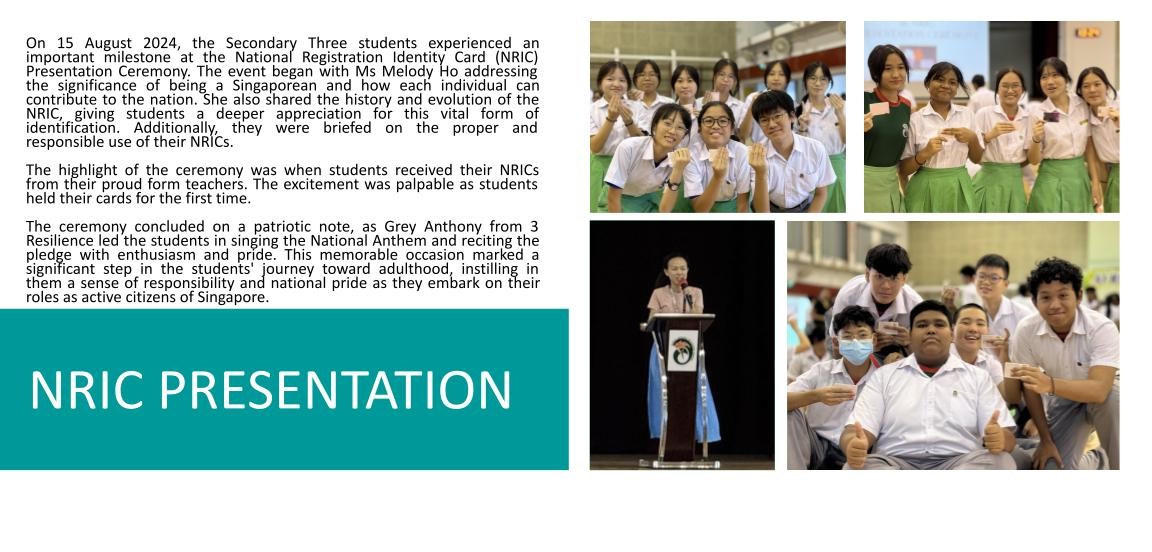 On 15 August 2024, the Secondary Three students experienced an
important milestone at the National Registration Identity Card (NRIC)
Presentation Ceremony. The event began with Ms Melody Ho addressing
the significance of being a Singaporean and how each individual can
contribute to the nation. She also shared the history and evolution of the
NRIC, giving students a deeper appreciation for this vital form of
identification. Additionally, they were briefed on the proper and
responsible use of their NRICs.
The highlight of the ceremony was when students received their NRICs
from their proud form teachers. The excitement was palpable as students
held their cards for the first time.
The ceremony concluded on a patriotic note, as Grey Anthony from 3
Resilience led the students in singing the National Anthem and reciting the
pledge with enthusiasm and pride. This memorable occasion marked a
significant step in the students' journey toward adulthood, instilling in
them a sense of responsibility and national pride as they embark on their
roles as active citizens of Singapore.
NRIC PRESENTATION